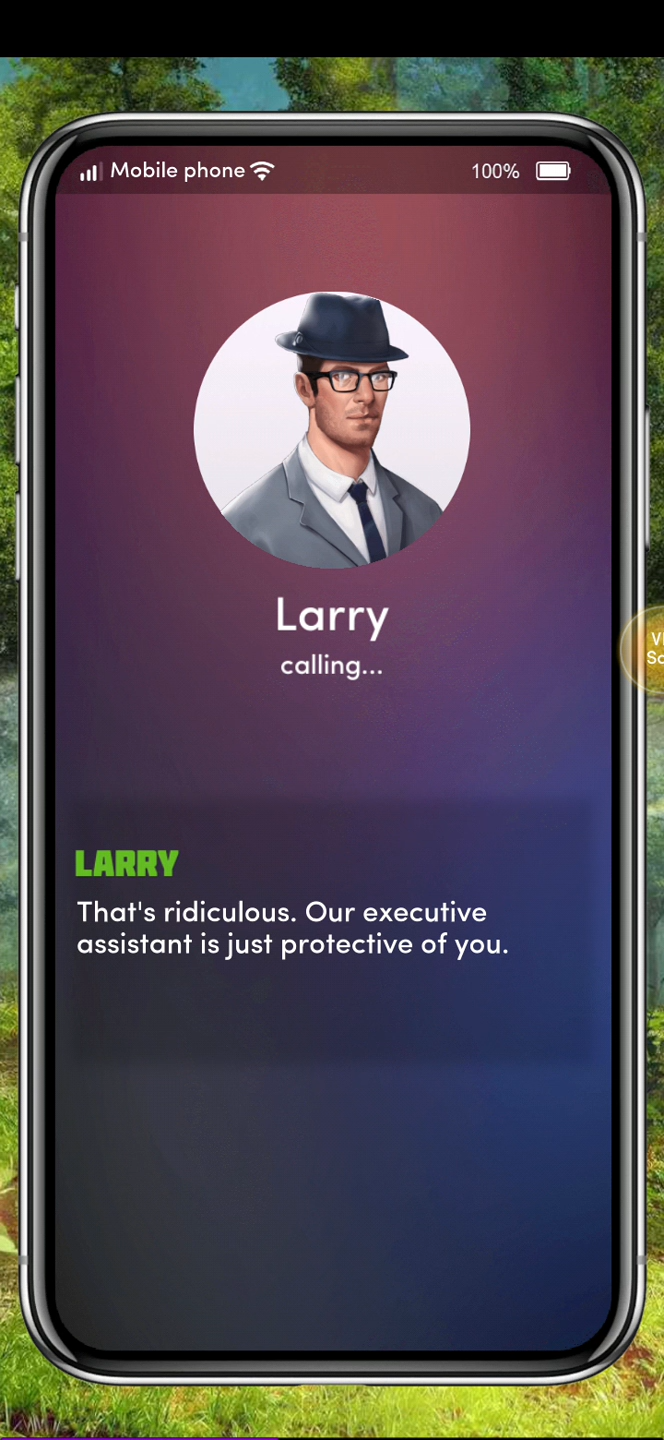 Mobile phone
100%
Larry
calling...
LARRY
That's ridiculous. Our executive
assistant is just protective of you.